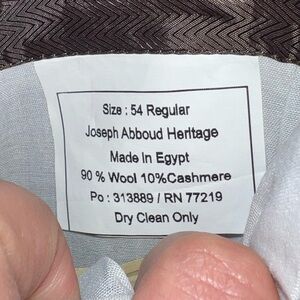 Size : 54 Regular
Joseph Abboud Heritage
Made In Egypt
90 % Wool 10%Cashmere
Po : 313889 / RN 77219
Dry Clean Only